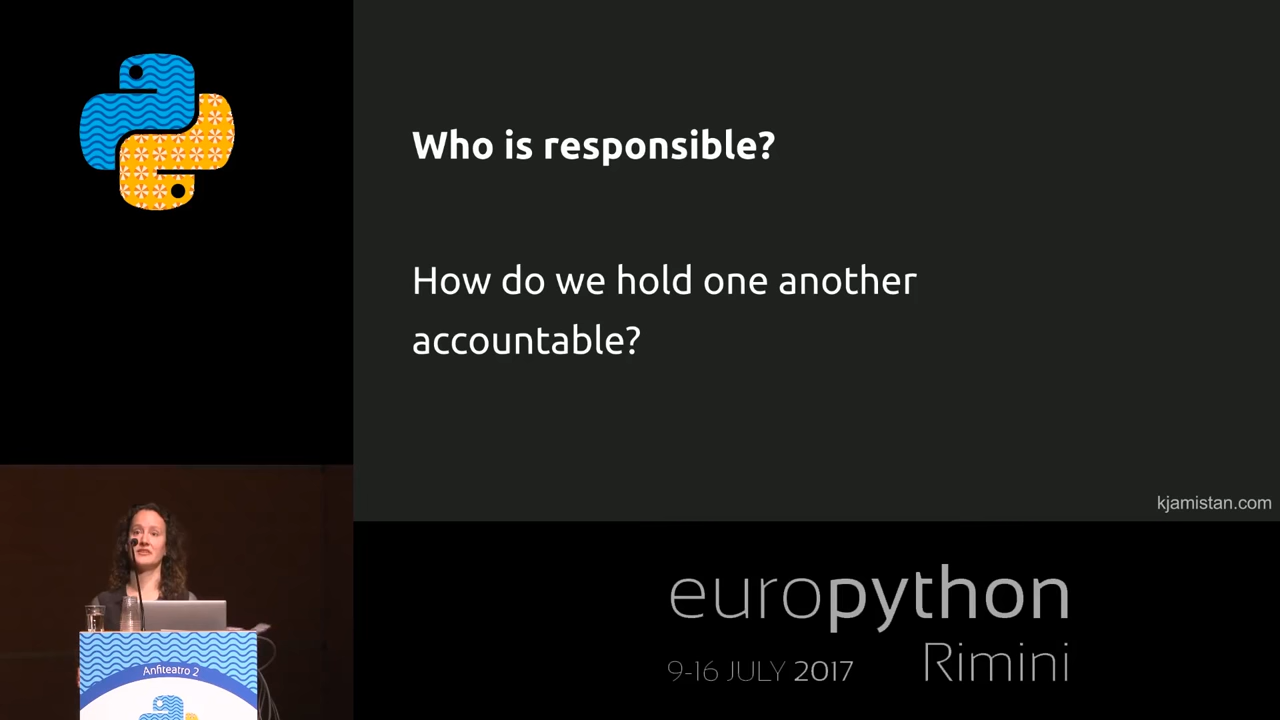 Who is responsible?
How do we hold one another
accountable?
kjamistan.com
europython
9-16 JULY 2017
Rimini
Anfiteatro 2